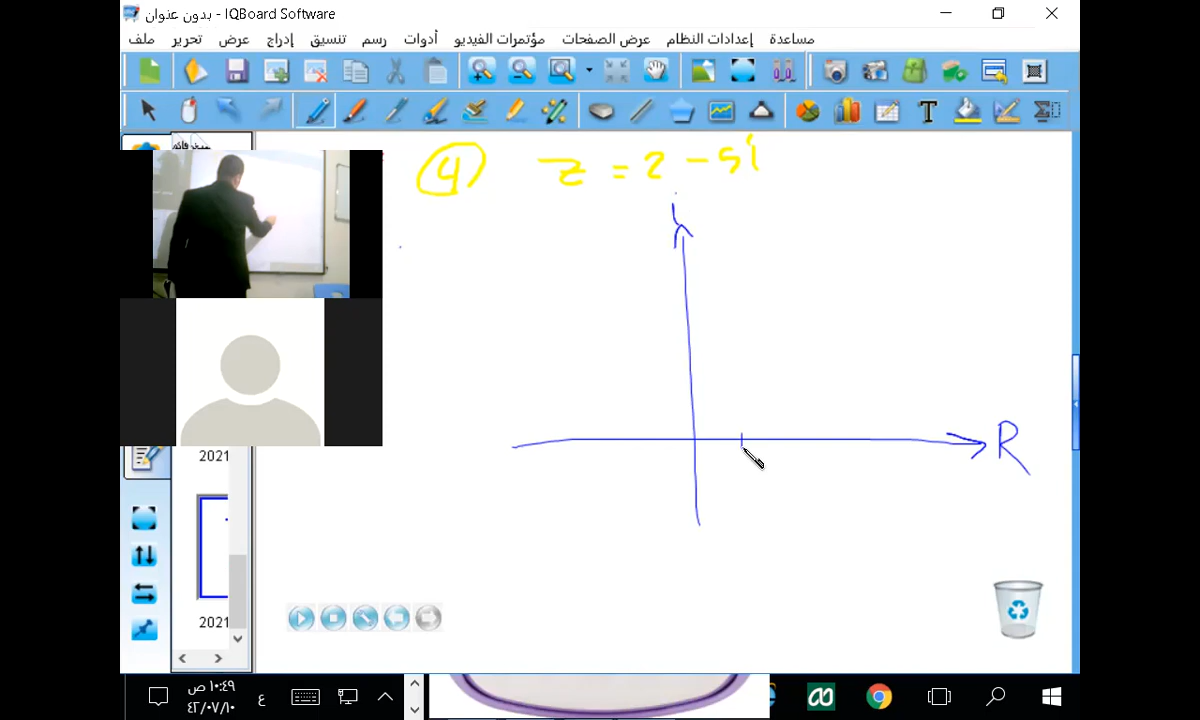 بدون عنوان - IQBoard Software
ملف تحرير عرض إدراج تنسيق رسم أدوات مؤتمرات الفيديو عرض الصفحات إعدادات النظام مساعدة
T
④ z = 2 - 5i
i
R
2021
2021
ع
١٠:٤٩ ص
٤٢/٠٧/١٠